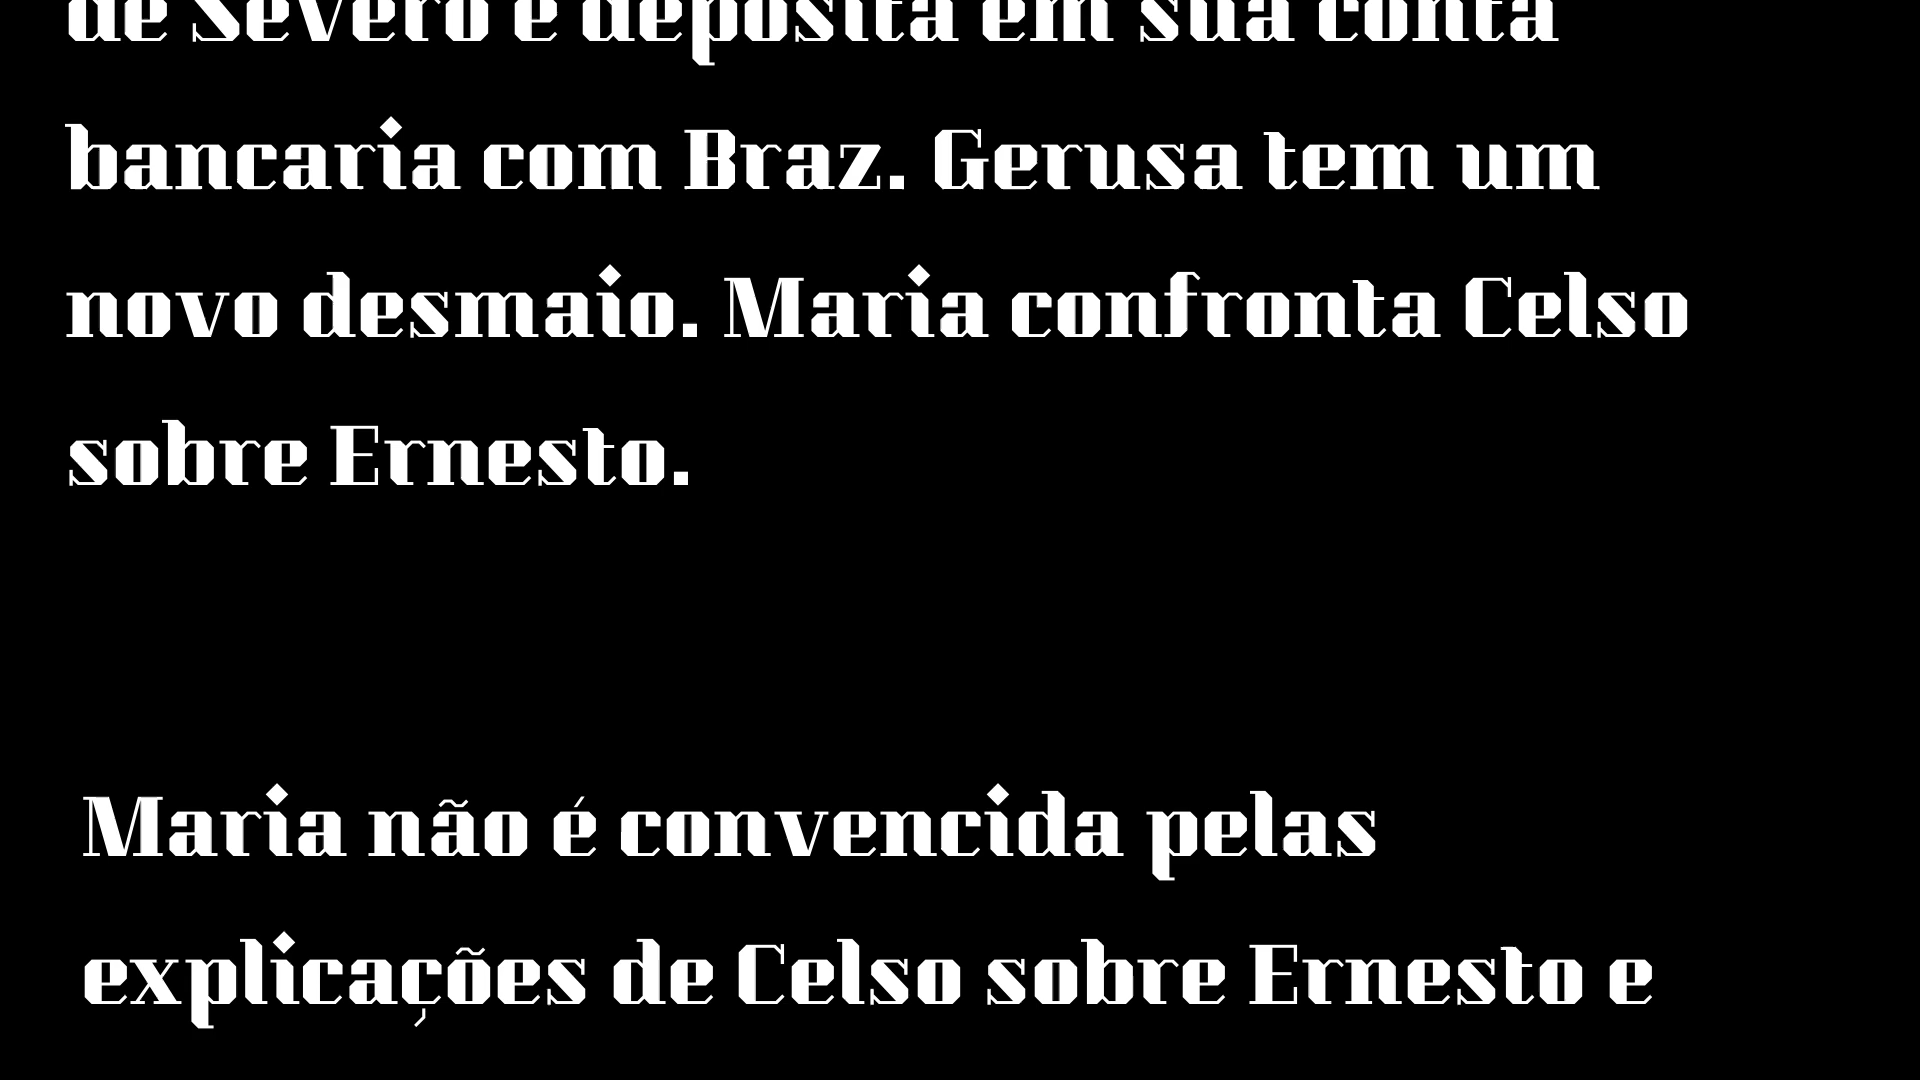 de Severo e deposita em sua conta
bancaria com Braz. Gerusa tem um
novo desmaio. Maria confronta Celso
sobre Ernesto.
Maria não é convencida pelas
explicações de Celso sobre Ernesto e